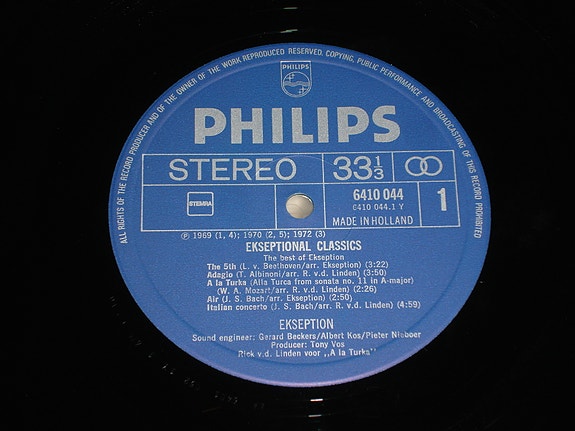 ALL RIGHTS OF THE RECORD PRODUCER AND OF THE OWNER OF THE WORK REPRODUCED RESERVED. COPYING, PUBLIC PERFORMANCE AND BROADCASTING OF THIS RECORD PROHIBITED
PHILIPS
PHILIPS
STEREO 33⅓
STEMRA 6410 044 1
6410 044.1 Y
MADE IN HOLLAND
Ⓟ 1969 (1, 4); 1970 (2, 5); 1972 (3)
EKSEPTIONAL CLASSICS
The best of Ekseption
The 5th (L. v. Beethoven/arr. Ekseption) (3:22)
Adagio (T. Albinoni/arr. R. v.d. Linden) (3:50)
A la Turka (Alla Turca from sonata no. 11 in A-major)
(W. A. Mozart/arr. R. v.d. Linden) (2:26)
Air (J. S. Bach/arr. Ekseption) (2:50)
Italian concerto (J. S. Bach/arr. R. v.d. Linden) (4:59)
EKSEPTION
Sound engineer: Gerard Beckers/Albert Kos/Pieter Nieboer
Producer: Tony Vos
Rick v.d. Linden voor ,,A la Turka"